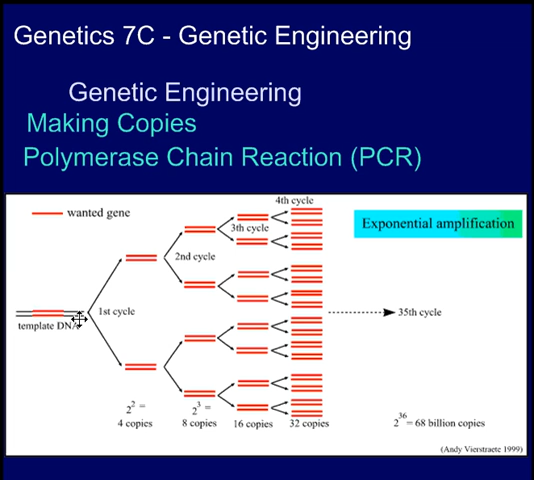 Genetics 7C - Genetic Engineering
Genetic Engineering
Making Copies
Polymerase Chain Reaction (PCR)
4th cycle
wanted gene
3th cycle
Exponential amplification
2nd cycle
1st cycle
35th cycle
template DNA
2² =
4 copies
2³ =
8 copies
16 copies
32 copies
2³⁶ = 68 billion copies
(Andy Vierstraete 1999)